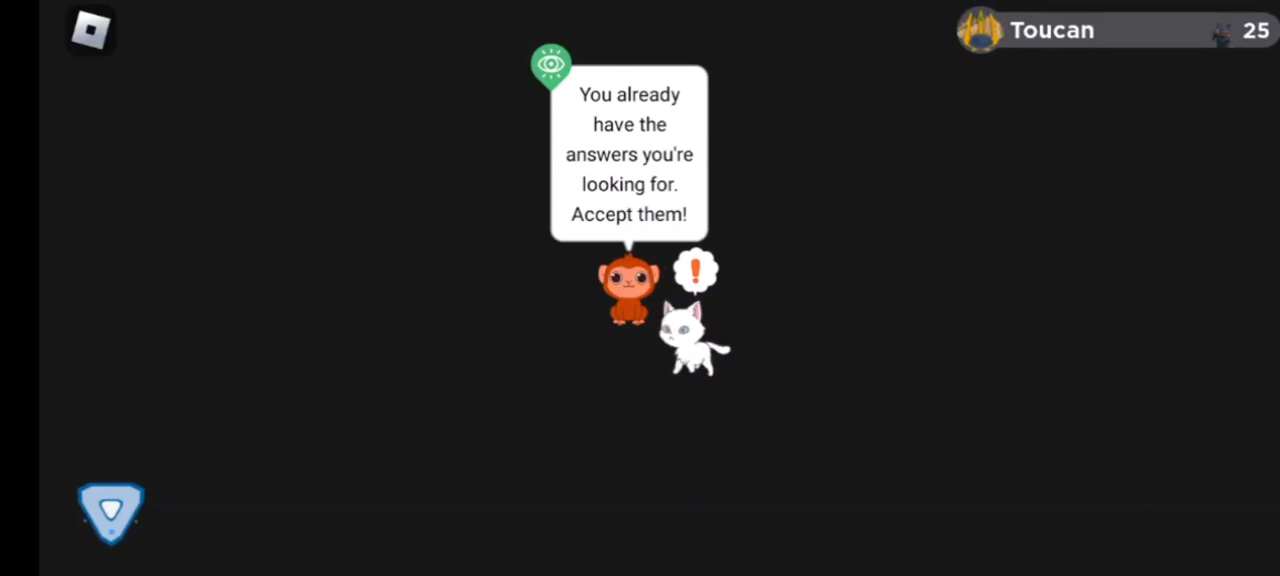 Toucan 25
You already
have the
answers you're
looking for.
Accept them!
!